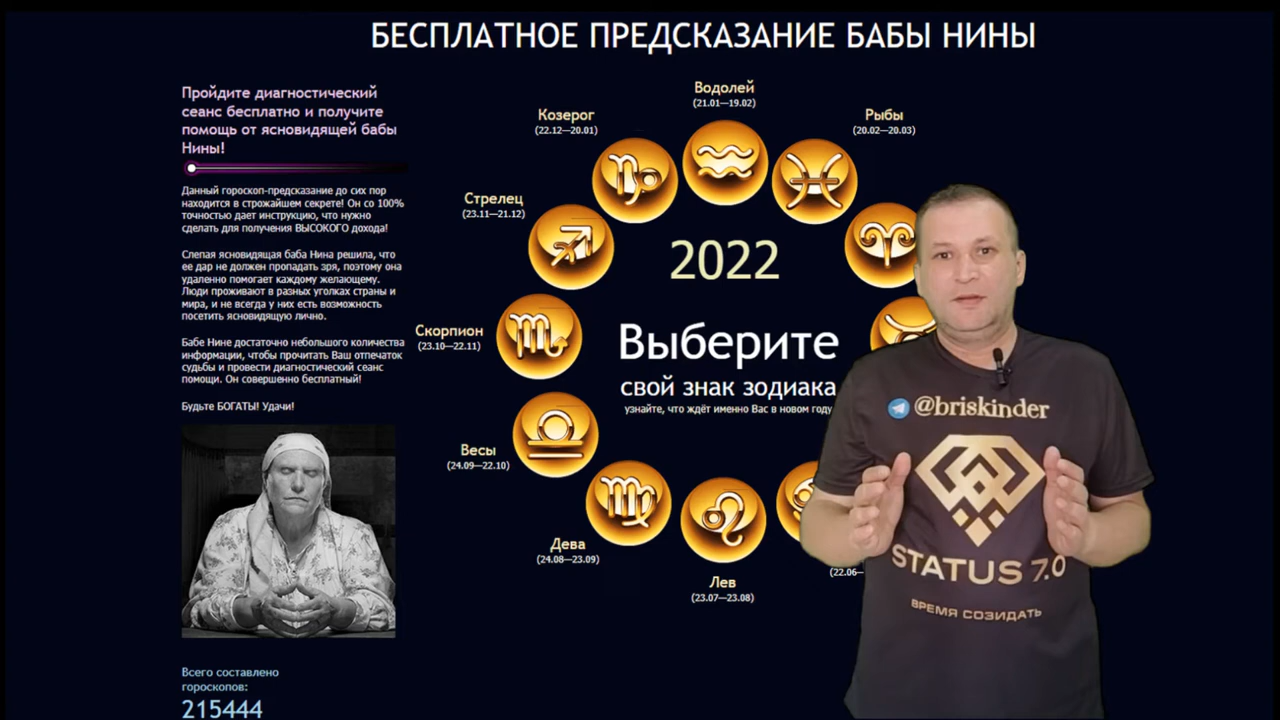 БЕСПЛАТНОЕ ПРЕДСКАЗАНИЕ БАБЫ НИНЫ
Пройдите диагностический
сеанс бесплатно и получите
помощь от ясновидящей бабы
Нины!
Данный гороскоп-предсказание до сих пор
находится в строжайшем секрете! Он со 100%
точностью дает инструкцию, что нужно
сделать для получения ВЫСОКОГО дохода!
Слепая ясновидящая баба Нина решила, что
ее дар не должен пропадать зря, поэтому она
удаленно помогает каждому желающему.
Люди проживают в разных уголках страны и
мира, и не всегда у них есть возможность
посетить ясновидящую лично.
Бабе Нине достаточно небольшого количества
информации, чтобы прочитать Ваш отпечаток
судьбы и провести диагностический сеанс
помощи. Он совершенно бесплатный!
Будьте БОГАТЫ! Удачи!
Всего составлено
гороскопов:
215444
Водолей
(21.01—19.02)
Козерог
(22.12—20.01)
Рыбы
(20.02—20.03)
Стрелец
(23.11—21.12)
Скорпион
(23.10—22.11)
Весы
(24.09—22.10)
Дева
(24.08—23.09)
Лев
(23.07—23.08)
(22.06—
2022
Выберите
свой знак зодиака
узнайте, что ждёт именно Вас в новом году
@briskinder
STATUS 7.0
ВРЕМЯ СОЗИДАТЬ